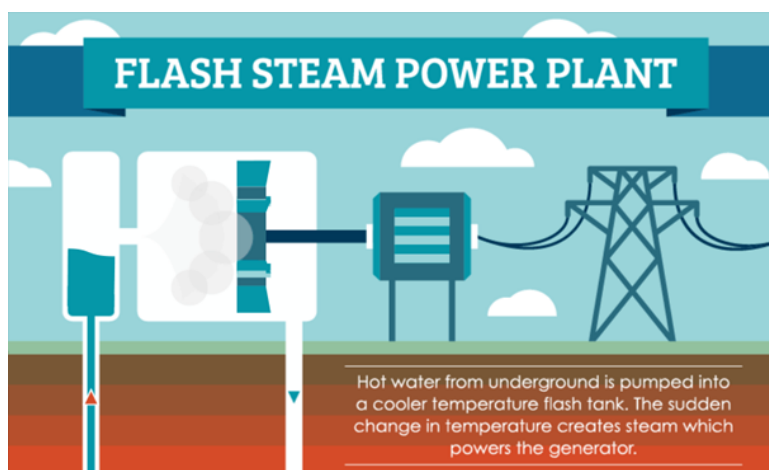 FLASH STEAM POWER PLANT
Hot water from underground is pumped into
a cooler temperature flash tank. The sudden
change in temperature creates steam which
powers the generator.